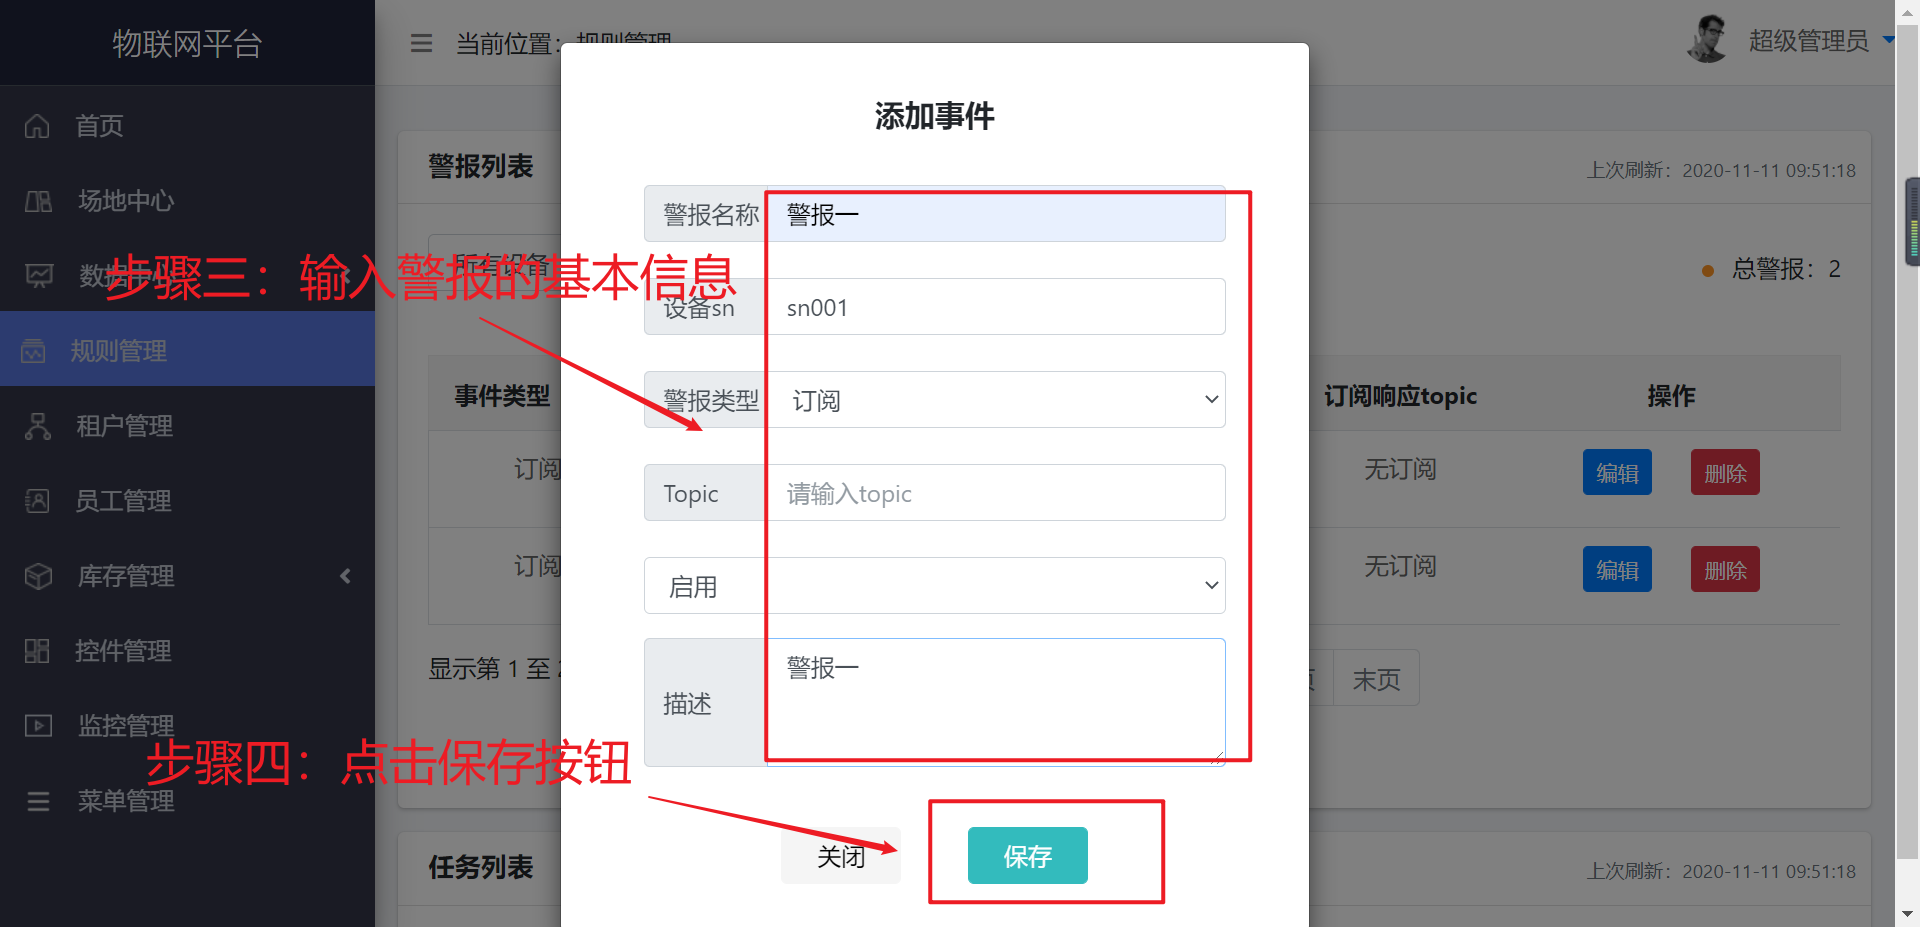 物联网平台
当前位置：规则管理
超级管理员
首页
场地中心
数据中心
规则管理
租户管理
员工管理
库存管理
控件管理
监控管理
菜单管理
警报列表
上次刷新：2020-11-11 09:51:18
所有设备
总警报：2
事件类型
订阅响应topic
操作
订阅
无订阅
编辑
删除
订阅
无订阅
编辑
删除
显示第 1 至
末页
任务列表
上次刷新：2020-11-11 09:51:18
添加事件
警报名称
警报一
设备sn
sn001
警报类型
订阅
Topic
请输入topic
启用
描述
警报一
关闭
保存
步骤三：输入警报的基本信息
步骤四：点击保存按钮